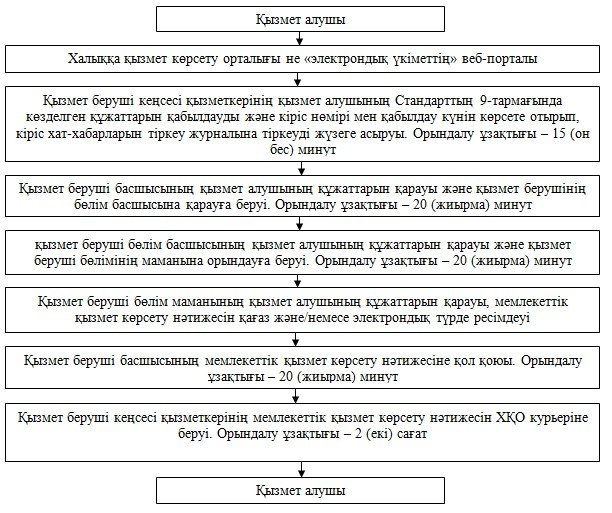 Қызмет алушы
Халыққа қызмет көрсету орталығы не «электрондық үкіметтің» веб-порталы
Қызмет беруші кеңсесі қызметкерінің қызмет алушының Стандарттың 9-тармағында
көзделген құжаттарын қабылдауды және кіріс нөмірі мен қабылдау күнін көрсете отырып,
кіріс хат-хабарларын тіркеу журналына тіркеуді жүзеге асыруы. Орындалу ұзақтығы – 15 (он
бес) минут
Қызмет беруші басшысының қызмет алушының құжаттарын қарауы және қызмет берушінің
бөлім басшысына қарауға беруі. Орындалу ұзақтығы – 20 (жиырма) минут
қызмет беруші бөлім басшысының қызмет алушының құжаттарын қарауы және қызмет
беруші бөлімінің маманына орындауға беруі. Орындалу ұзақтығы – 20 (жиырма) минут
Қызмет беруші бөлім маманының қызмет алушының құжаттарын қарауы, мемлекеттік
қызмет көрсету нәтижесін қағаз және/немесе электрондық түрде ресімдеуі
Қызмет беруші басшысының мемлекеттік қызмет көрсету нәтижесіне қол қоюы. Орындалу
ұзақтығы – 20 (жиырма) минут
Қызмет беруші кеңсесі қызметкерінің мемлекеттік қызмет көрсету нәтижесін ХҚО курьеріне
беруі. Орындалу ұзақтығы – 2 (екі) сағат
Қызмет алушы